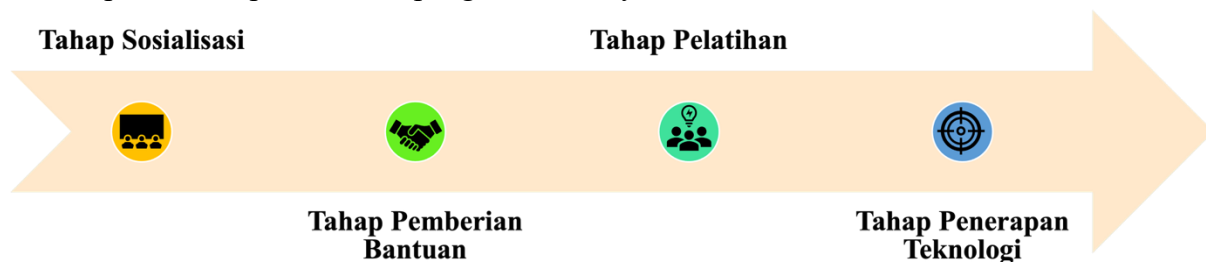 Tahap Sosialisasi
Tahap Pemberian
Bantuan
Tahap Pelatihan
Tahap Penerapan
Teknologi